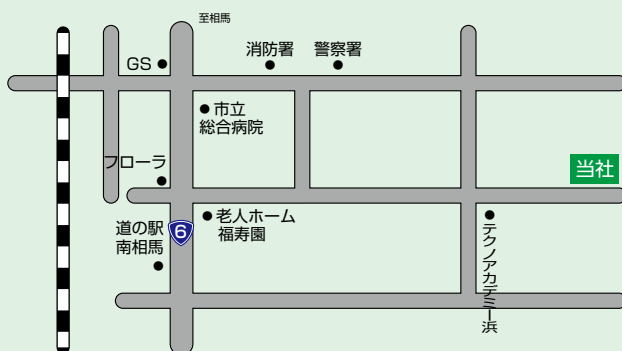 至相馬
GS
消防署
警察署
市立
総合病院
フローラ
当社
道の駅
南相馬
6
老人ホーム
福寿園
テクノアカデミー浜